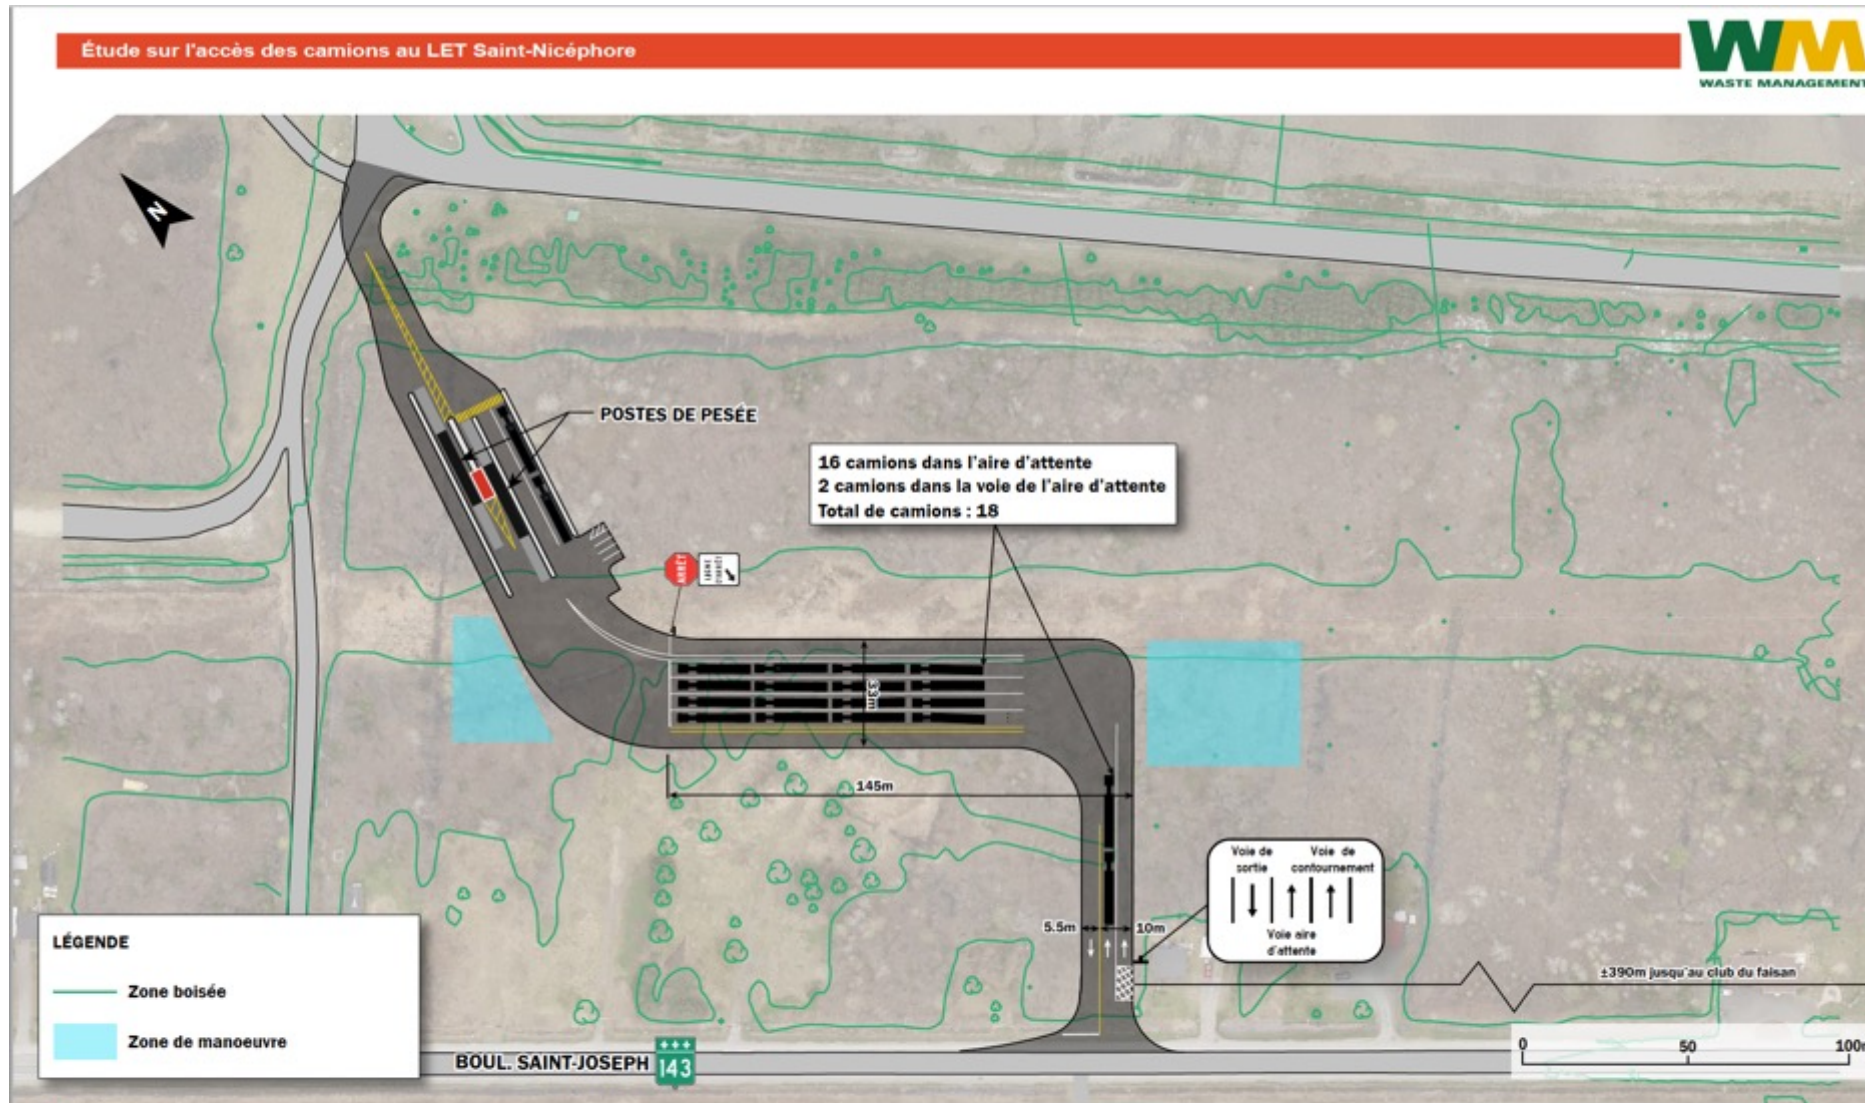 Étude sur l'accès des camions au LET Saint-Nicéphore
WM
WASTE MANAGEMENT
N
POSTES DE PESÉE
16 camions dans l'aire d'attente
2 camions dans la voie de l'aire d'attente
Total de camions : 18
ARRÊT
33m
145m
Voie de sortie
Voie de contournement
Voie aire d'attente
5.5m
10m
±390m jusqu'au club du faisan
LÉGENDE
Zone boisée
Zone de manoeuvre
BOUL. SAINT-JOSEPH
143
0
50
100m